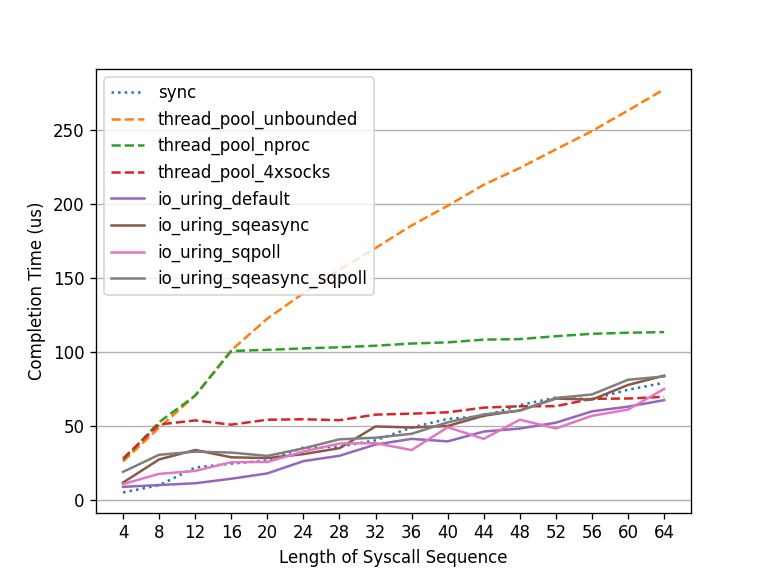 sync
thread_pool_unbounded
thread_pool_nproc
thread_pool_4xsocks
io_uring_default
io_uring_sqeasync
io_uring_sqpoll
io_uring_sqeasync_sqpoll
Completion Time (us)
250
200
150
100
50
0
4 8 12 16 20 24 28 32 36 40 44 48 52 56 60 64
Length of Syscall Sequence